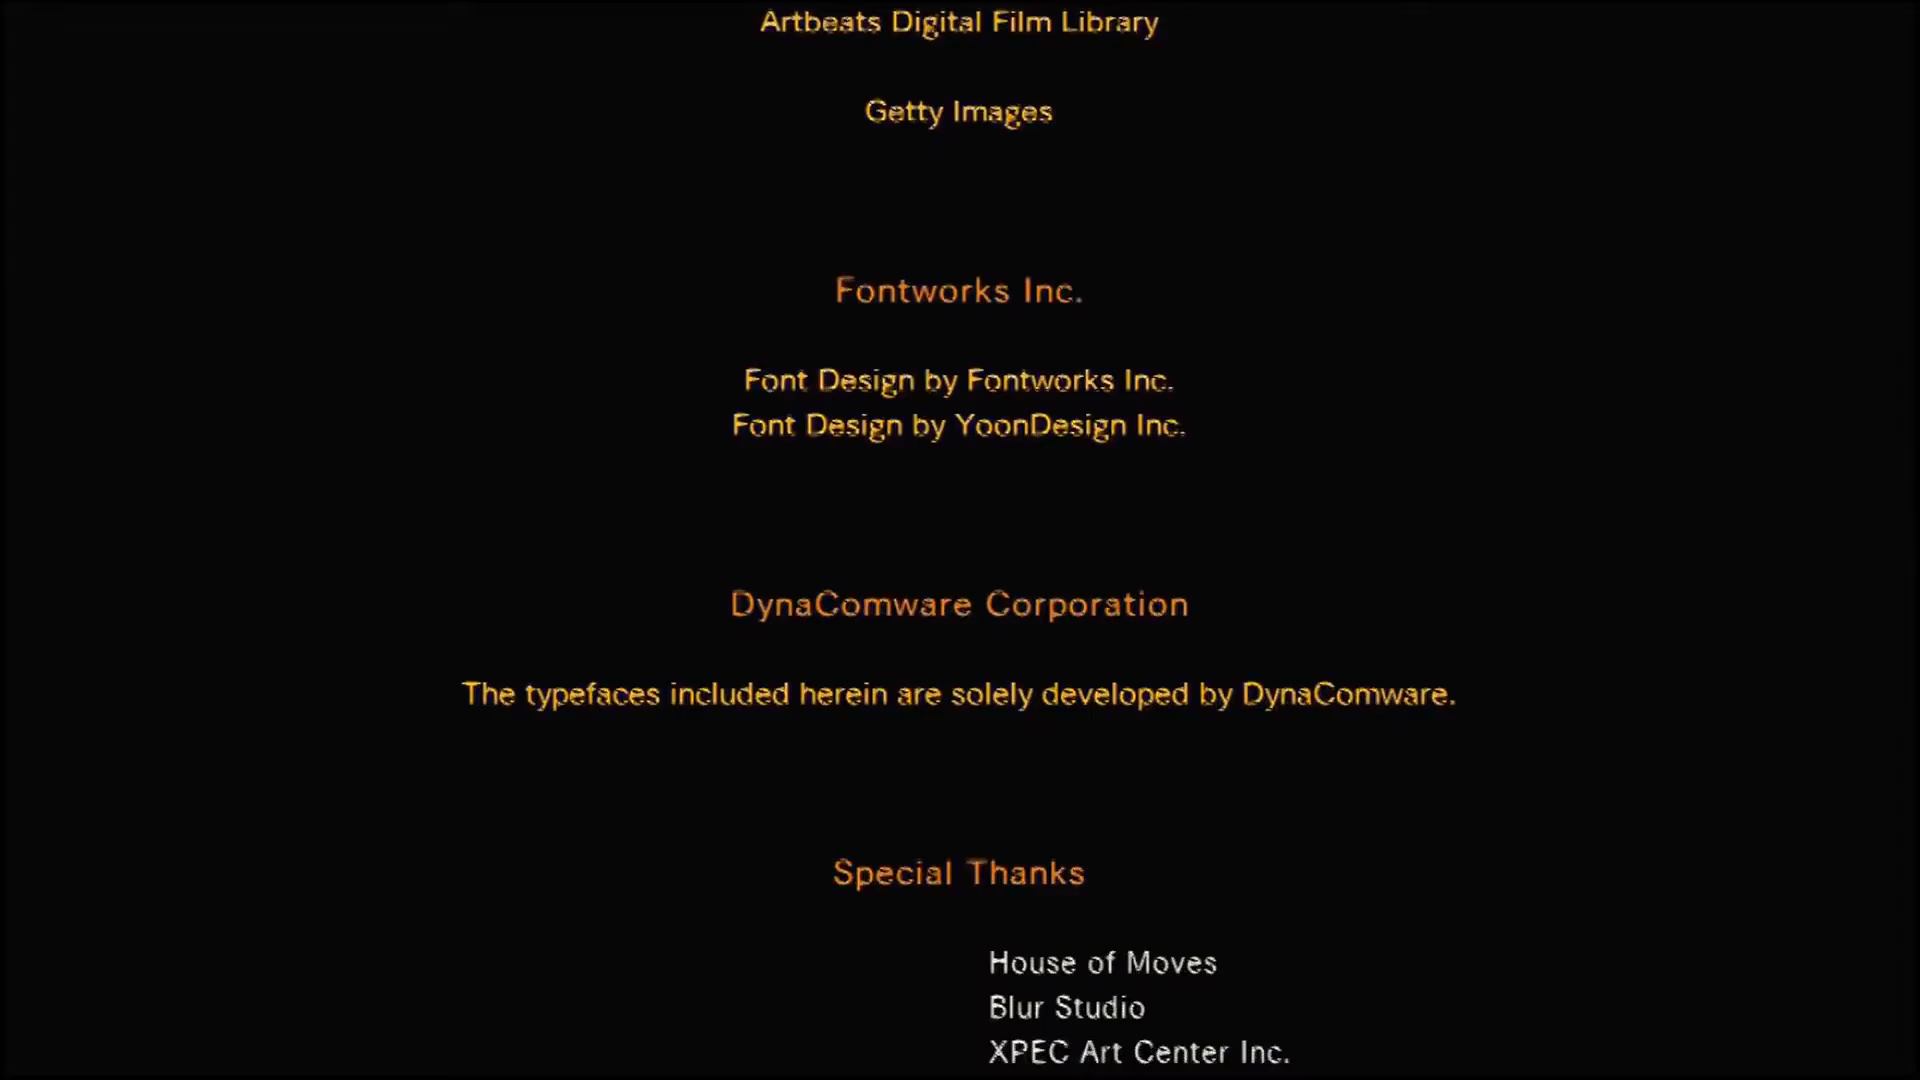 Artbeats Digital Film Library
Getty Images
Fontworks Inc.
Font Design by Fontworks Inc.
Font Design by YoonDesign Inc.
DynaComware Corporation
The typefaces included herein are solely developed by DynaComware.
Special Thanks
House of Moves
Blur Studio
XPEC Art Center Inc.